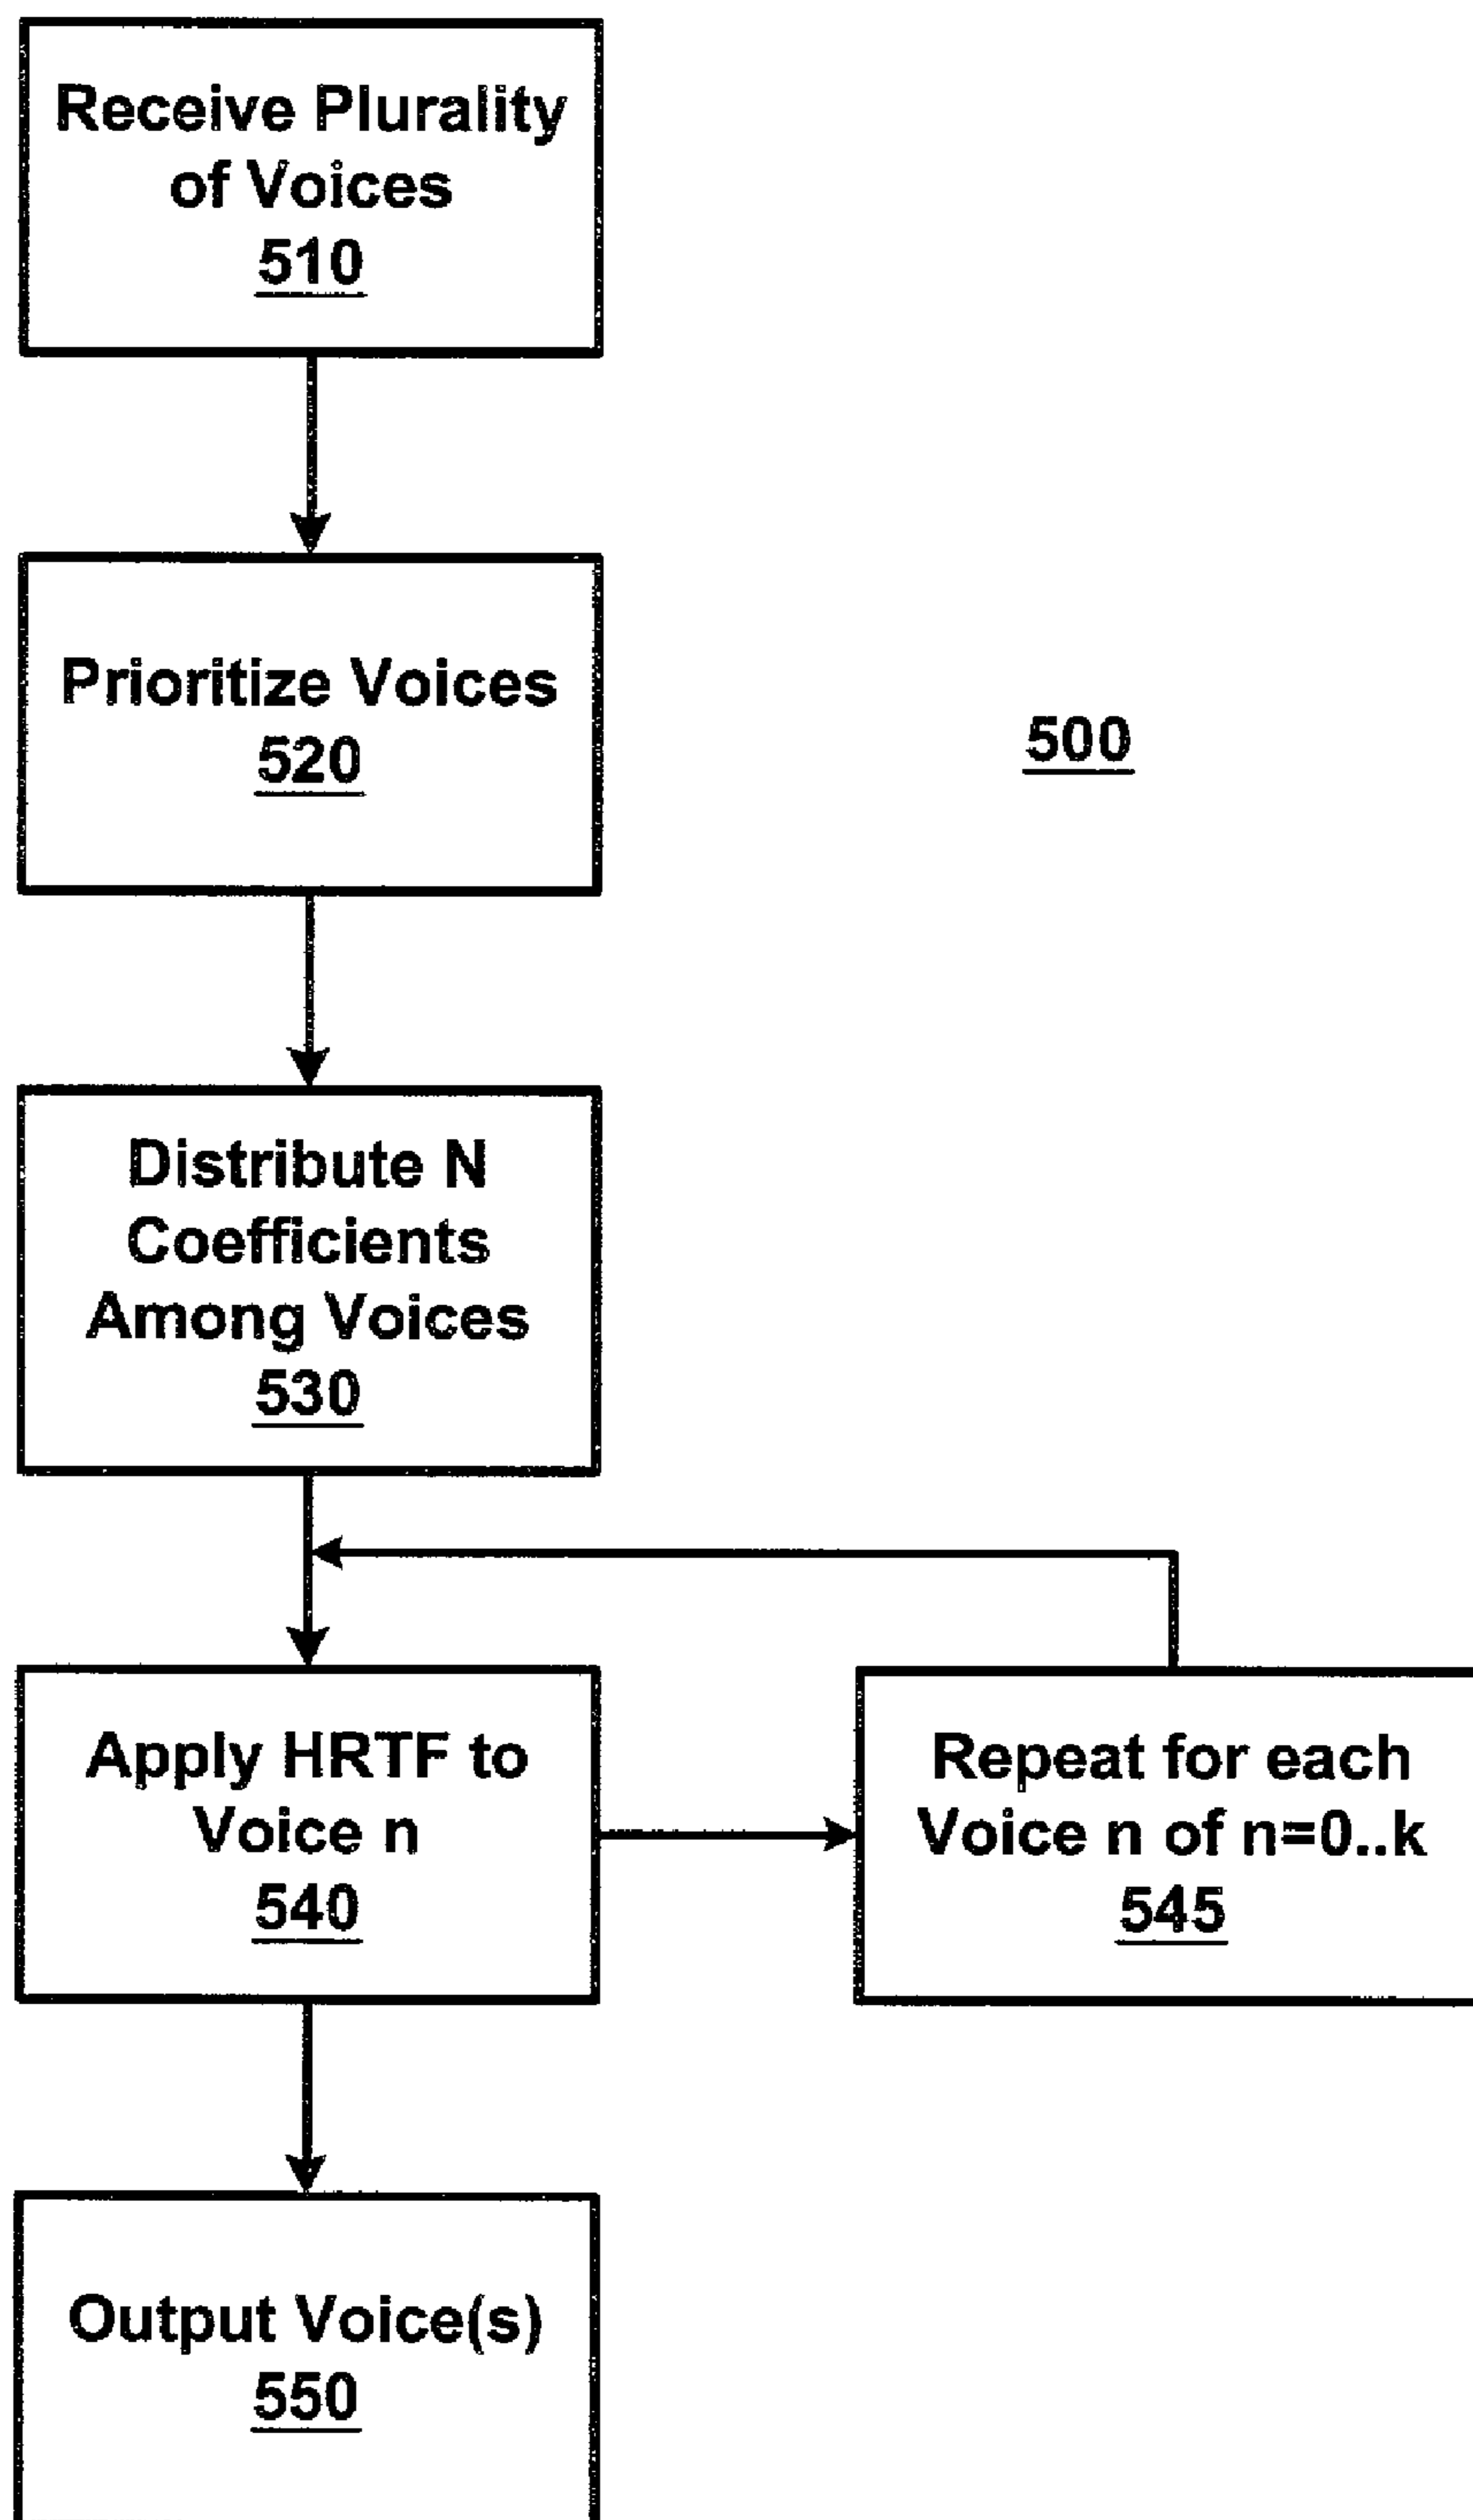 Receive Plurality
of Voices
510
Prioritize Voices
520
500
Distribute N
Coefficients
Among Voices
530
Apply HRTF to
Voice n
540
Repeat for each
Voice n of n=0..k
545
Output Voice(s)
550